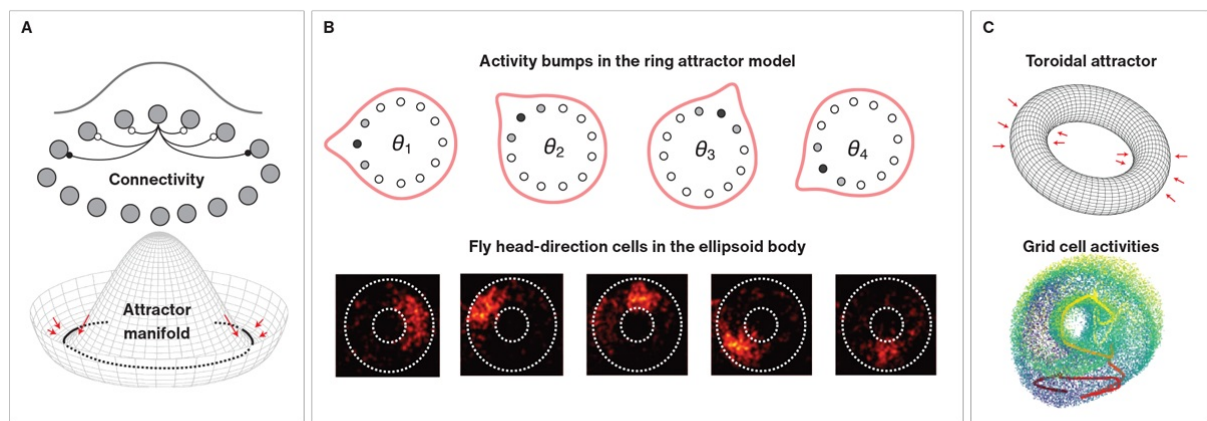 A
Connectivity
Attractor
manifold
B
Activity bumps in the ring attractor model
θ1
θ2
θ3
θ4
Fly head-direction cells in the ellipsoid body
C
Toroidal attractor
Grid cell activities